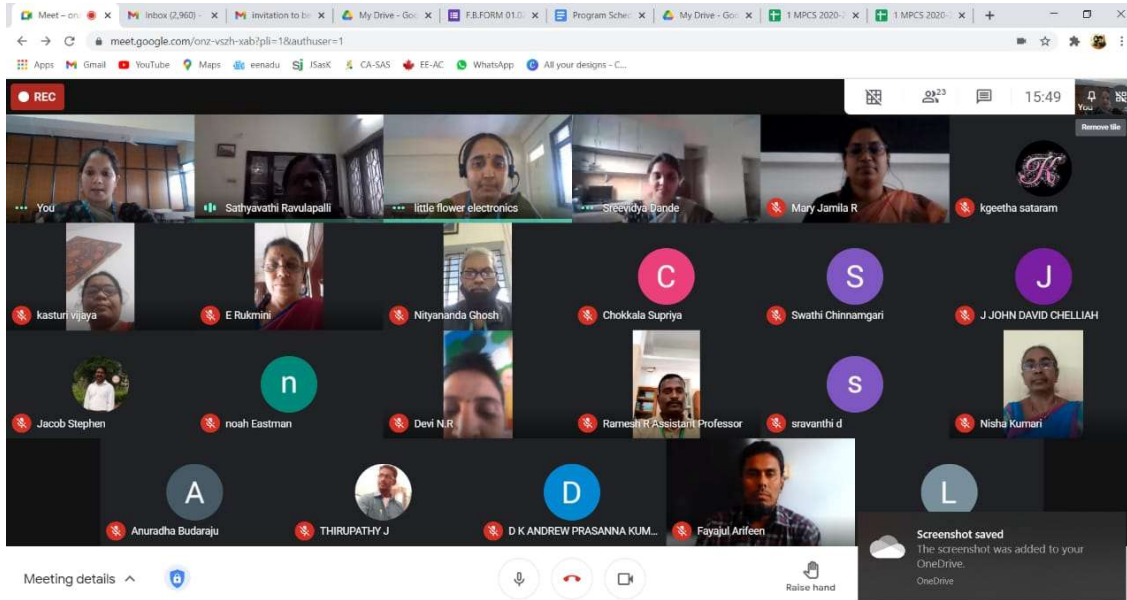 Meet – on
Inbox (2,960) –
invitation to be
My Drive - Goo
F.B.FORM 01.0
Program Sched
My Drive - Goo
1 MPCS 2020-2
1 MPCS 2020-
meet.google.com/onz-vszh-xab?pli=1&authuser=1
Apps
Gmail
YouTube
Maps
eenadu
JSasK
CA-SAS
EE-AC
WhatsApp
All your designs - C...
REC
23
15:49
You
Remove tile
You
Sathyavathi Ravulapalli
little flower electronics
Sreevidya Dande
Mary Jamila R
kgeetha sataram
kasturi vijaya
E Rukmini
Nityananda Ghosh
C
Chokkala Supriya
S
Swathi Chinnamgari
J
J JOHN DAVID CHELLIAH
Jacob Stephen
n
noah Eastman
Devi N.R
Ramesh R Assistant Professor
s
sravanthi d
Nisha Kumari
A
Anuradha Budaraju
THIRUPATHY J
D
D K ANDREW PRASANNA KUM...
Fayajul Arifeen
L
Screenshot saved
The screenshot was added to your
OneDrive.
OneDrive
Meeting details
Raise hand